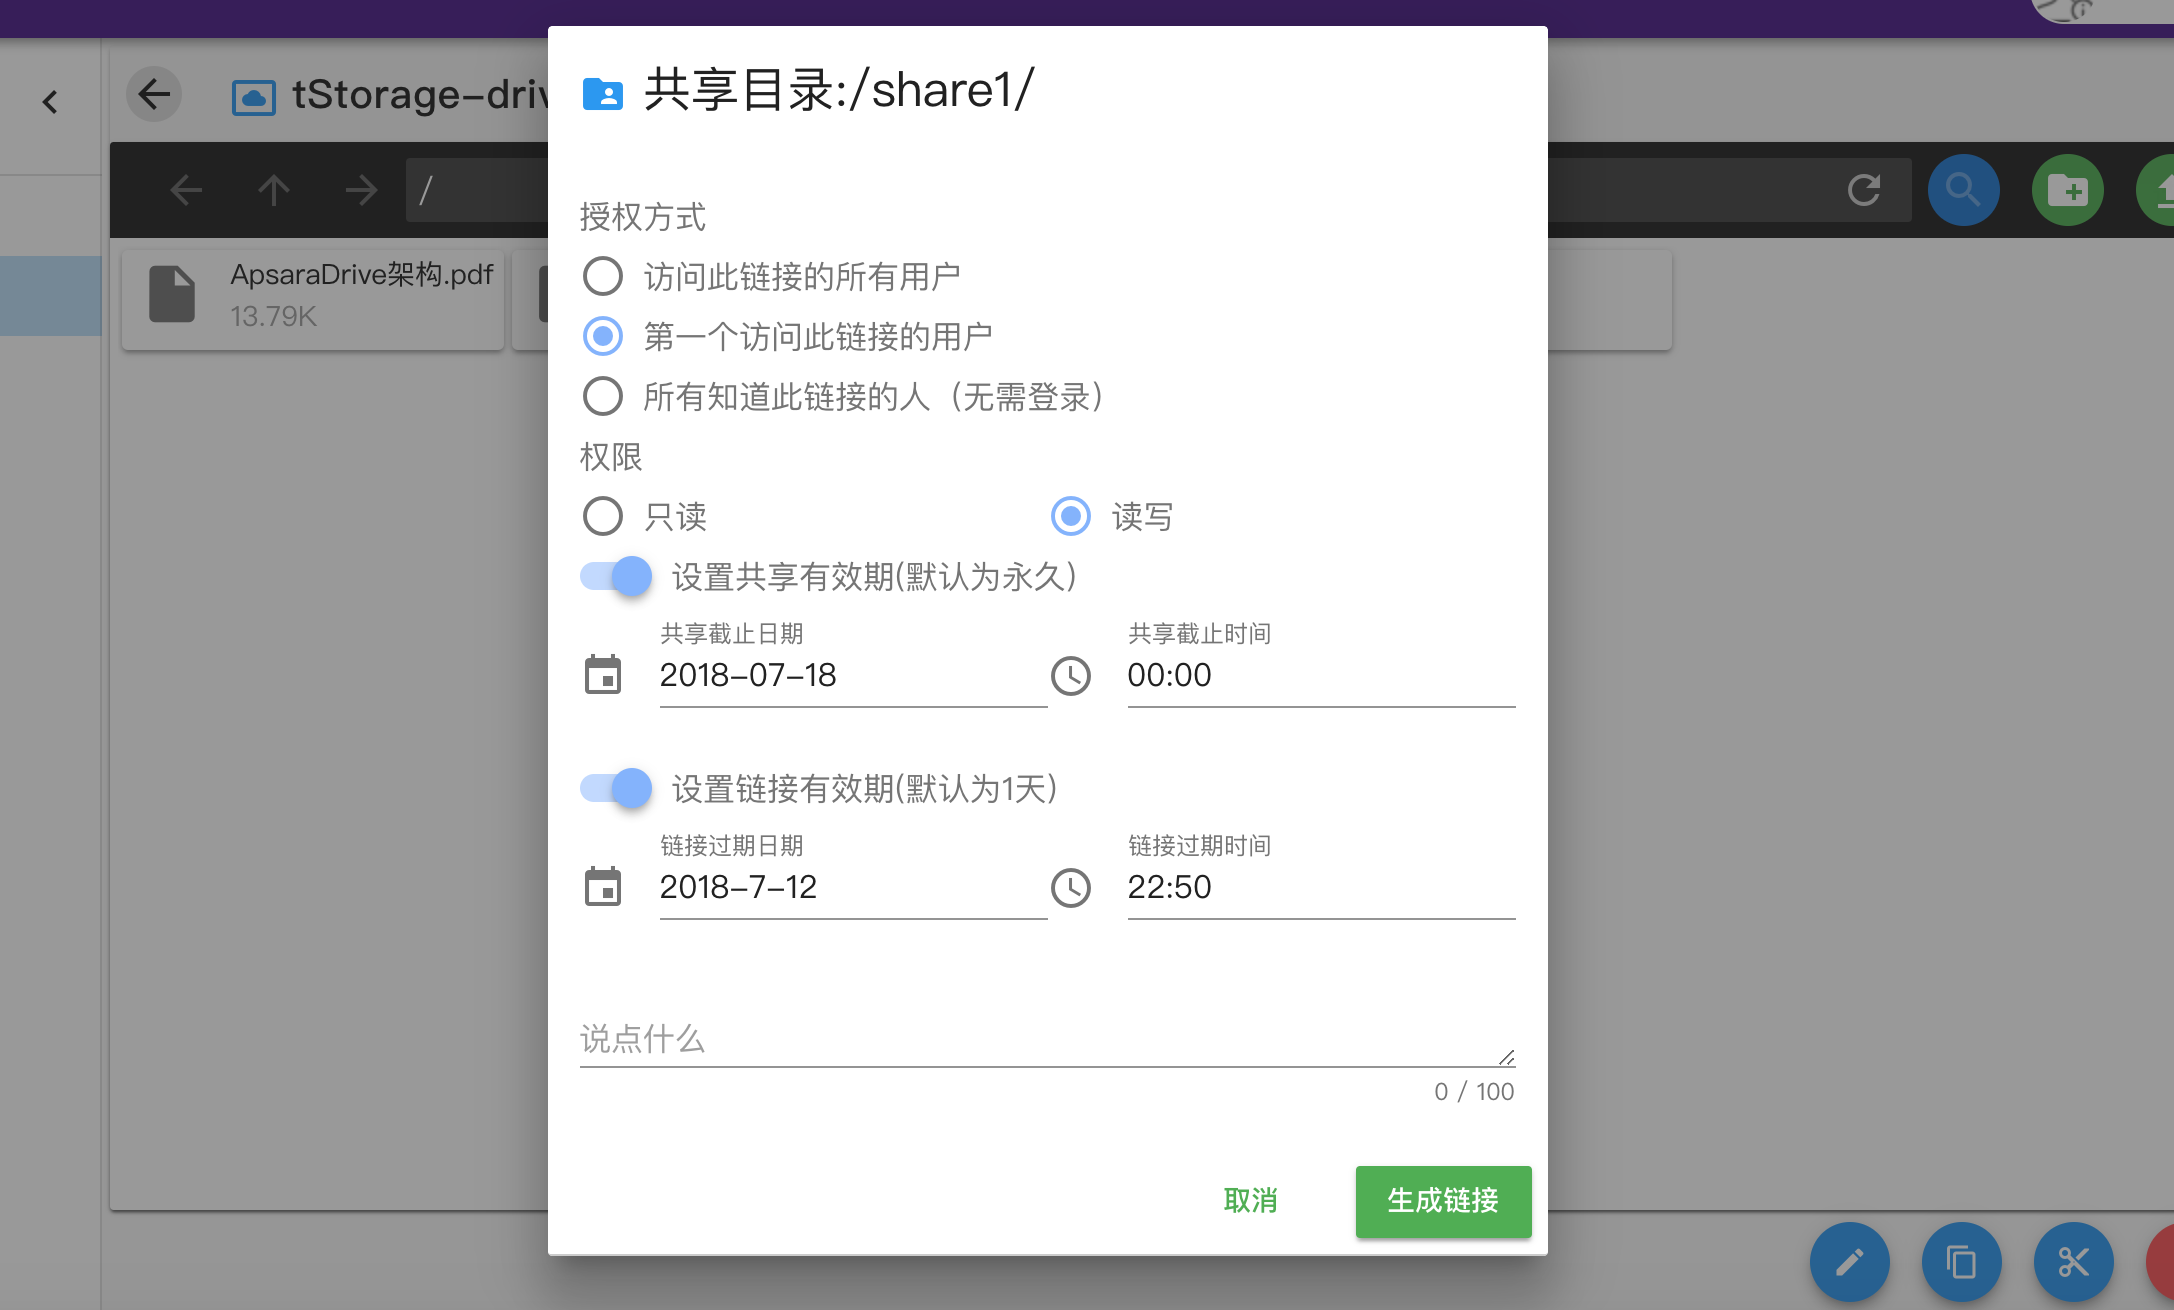 tStorage-driv
/
ApsaraDrive架构.pdf
13.79K
共享目录:/share1/
授权方式
访问此链接的所有用户
第一个访问此链接的用户
所有知道此链接的人（无需登录）
权限
只读
读写
设置共享有效期(默认为永久)
共享截止日期
共享截止时间
2018-07-18
00:00
设置链接有效期(默认为1天)
链接过期日期
链接过期时间
2018-7-12
22:50
说点什么
0 / 100
取消
生成链接